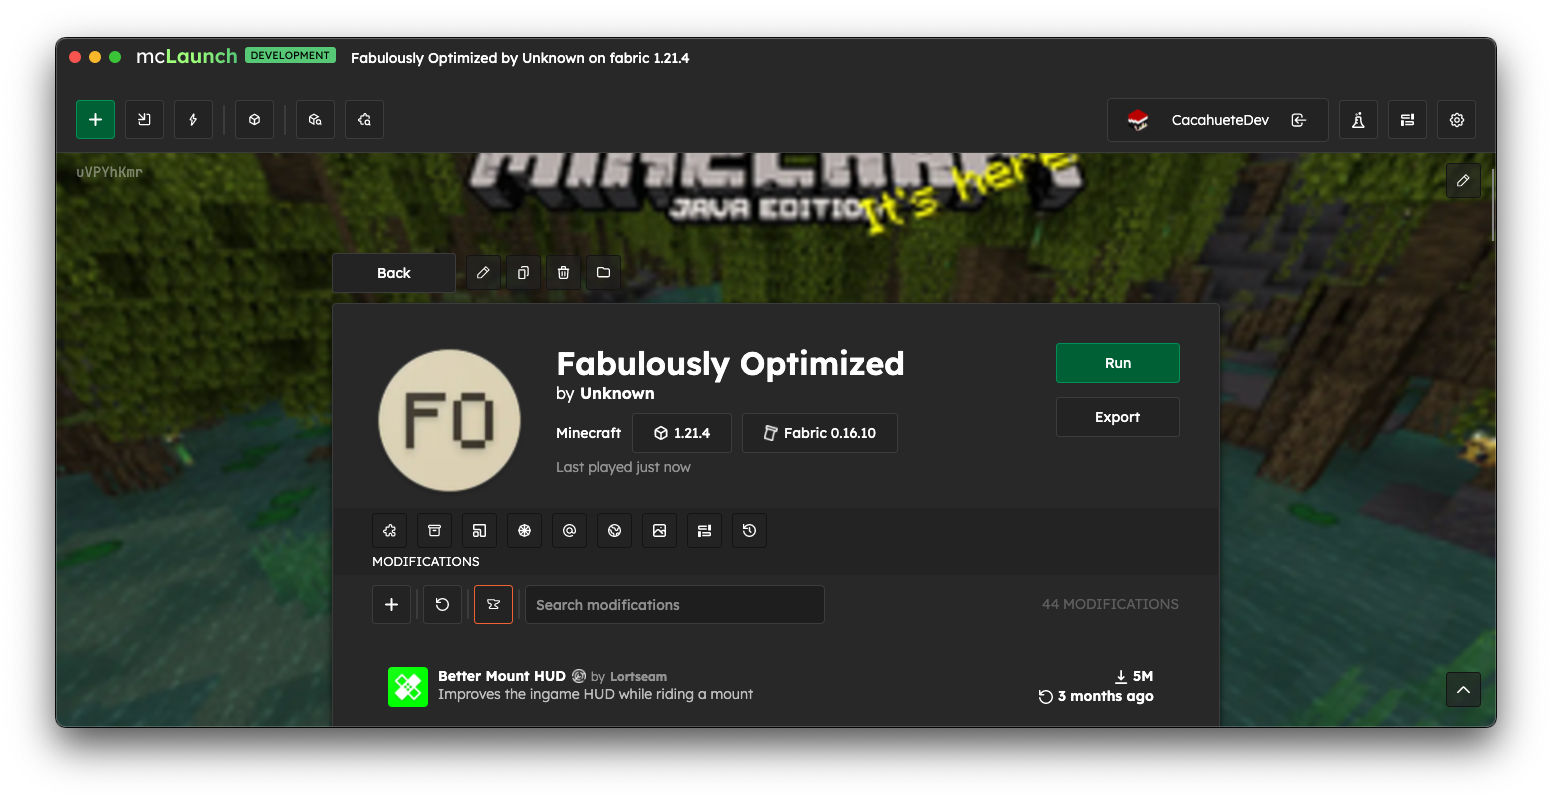 mcLaunch DEVELOPMENT Fabulously Optimized by Unknown on fabric 1.21.4
CacahueteDev
uVPYhKmr
MINECRAFT
JAVA EDITION
It's here
Back
FO
Fabulously Optimized
by Unknown
Minecraft 1.21.4 Fabric 0.16.10
Last played just now
Run
Export
MODIFICATIONS
Search modifications
44 MODIFICATIONS
Better Mount HUD by Lortseam
Improves the ingame HUD while riding a mount
5M
3 months ago